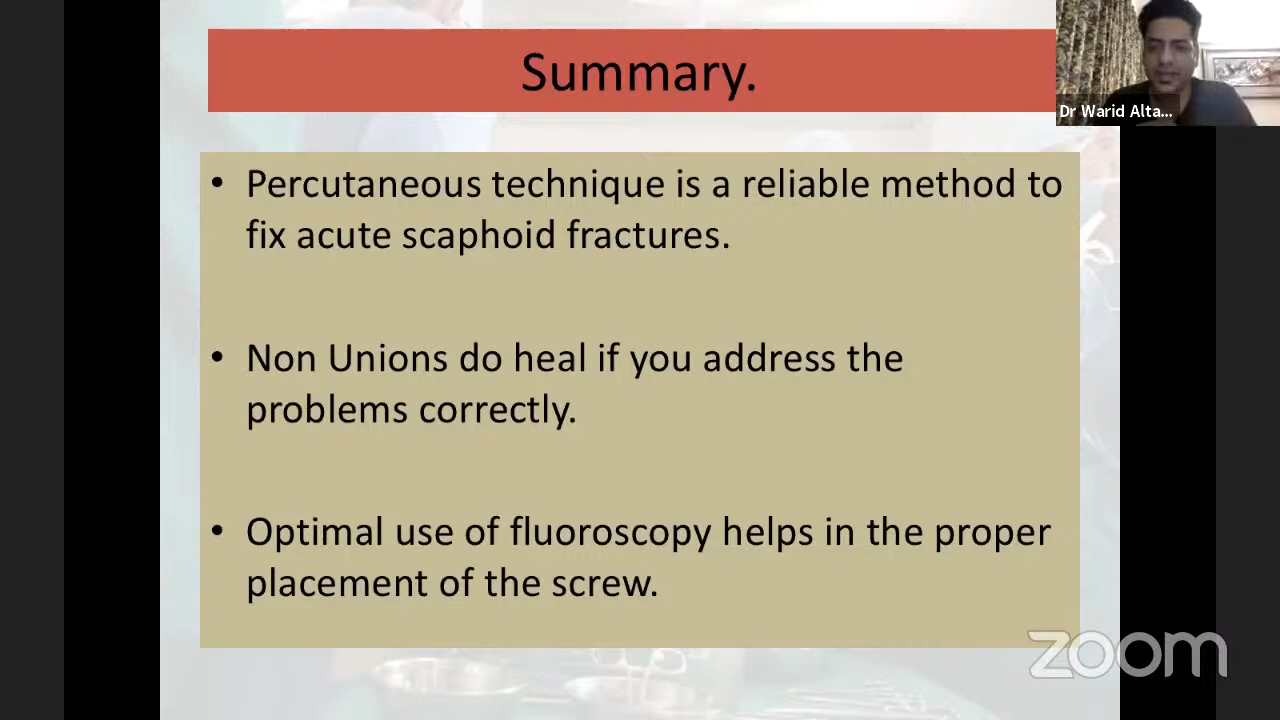 Summary.
Dr Warid Alta...
• Percutaneous technique is a reliable method to
fix acute scaphoid fractures.
• Non Unions do heal if you address the
problems correctly.
• Optimal use of fluoroscopy helps in the proper
placement of the screw.
zoom